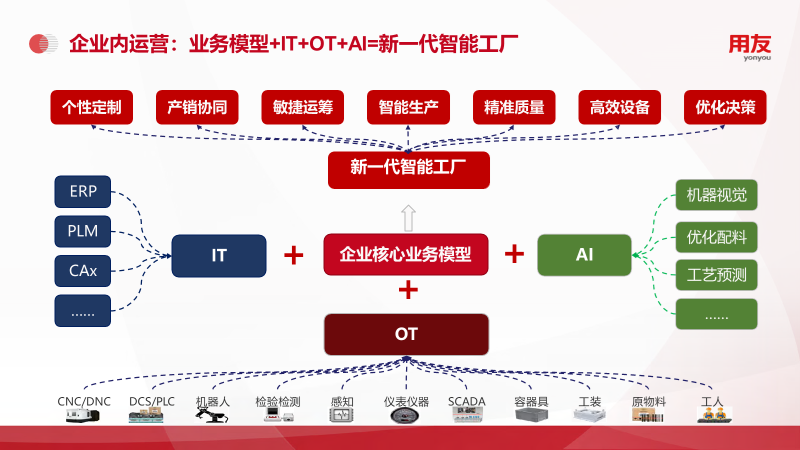 企业内运营：业务模型+IT+OT+AI=新一代智能工厂
用友
yonyou
个性定制
产销协同
敏捷运筹
智能生产
精准质量
高效设备
优化决策
新一代智能工厂
ERP
PLM
CAx
......
IT
+
企业核心业务模型
+
AI
机器视觉
优化配料
工艺预测
......
+
OT
CNC/DNC
DCS/PLC
机器人
检验检测
感知
仪表仪器
SCADA
容器具
工装
原物料
工人